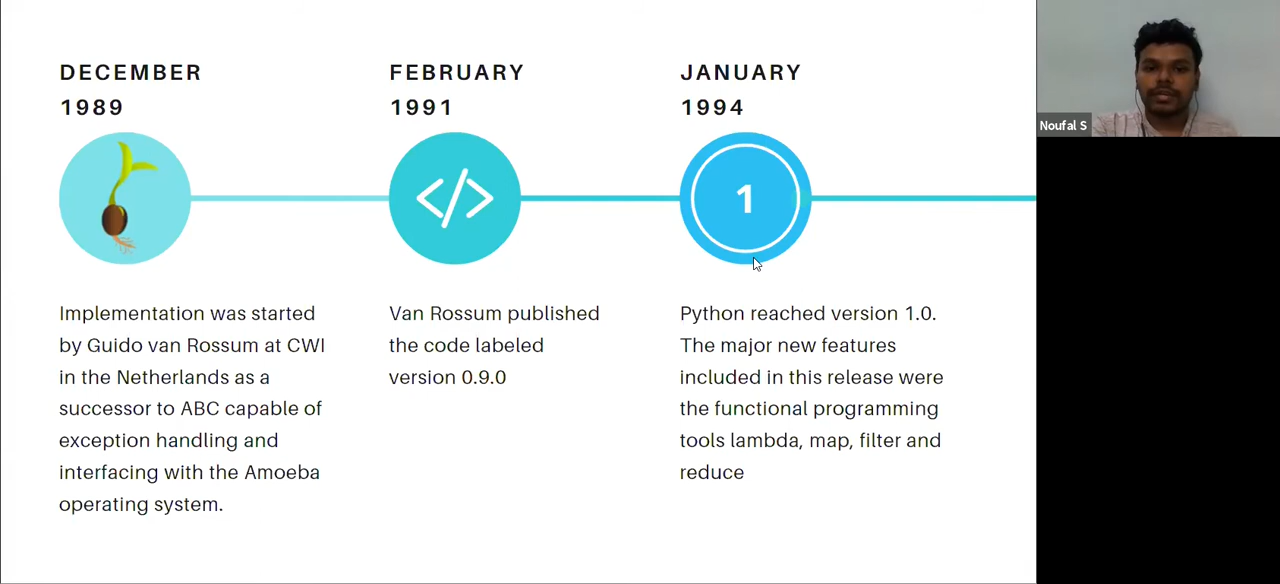 DECEMBER
1989
FEBRUARY
1991
JANUARY
1994
1
Noufal S
Implementation was started
by Guido van Rossum at CWI
in the Netherlands as a
successor to ABC capable of
exception handling and
interfacing with the Amoeba
operating system.
Van Rossum published
the code labeled
version 0.9.0
Python reached version 1.0.
The major new features
included in this release were
the functional programming
tools lambda, map, filter and
reduce